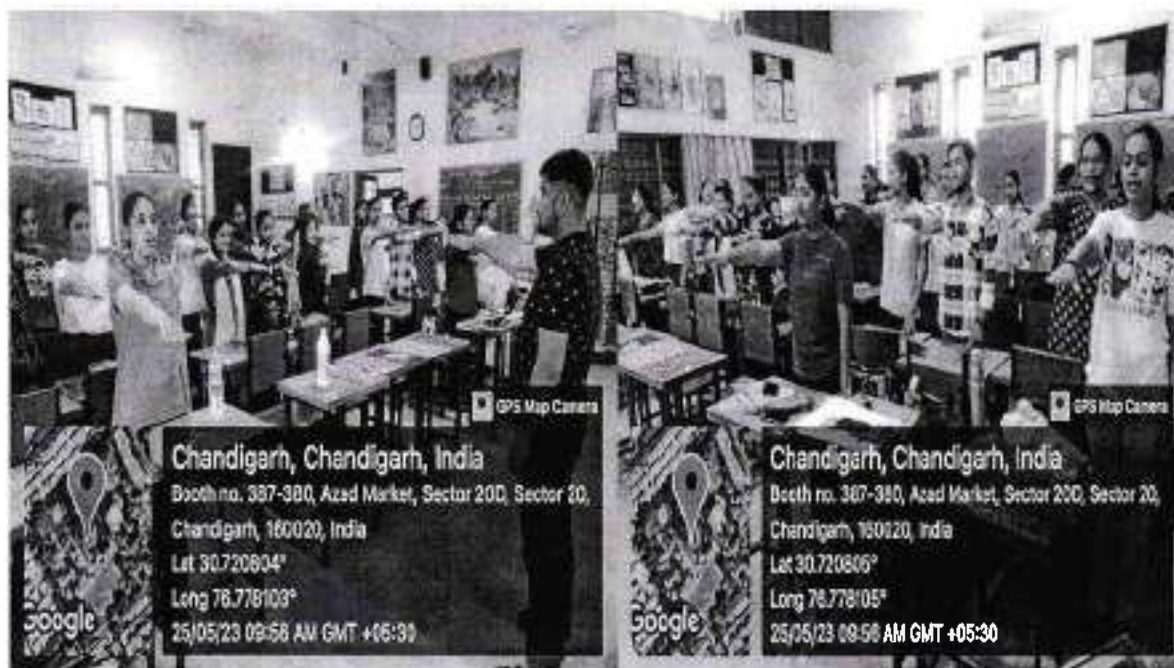 GPS Map Camera
Chandigarh, Chandigarh, India
Booth no. 387-380, Azad Market, Sector 20D, Sector 20,
Chandigarh, 160020, India
Lat 30.720804°
Long 76.778103°
25/05/23 09:56 AM GMT +05:30
Google
GPS Map Camera
Chandigarh, Chandigarh, India
Booth no. 387-380, Azad Market, Sector 20D, Sector 20,
Chandigarh, 160020, India
Lat 30.720806°
Long 76.778105°
25/05/23 09:56 AM GMT +05:30
Google